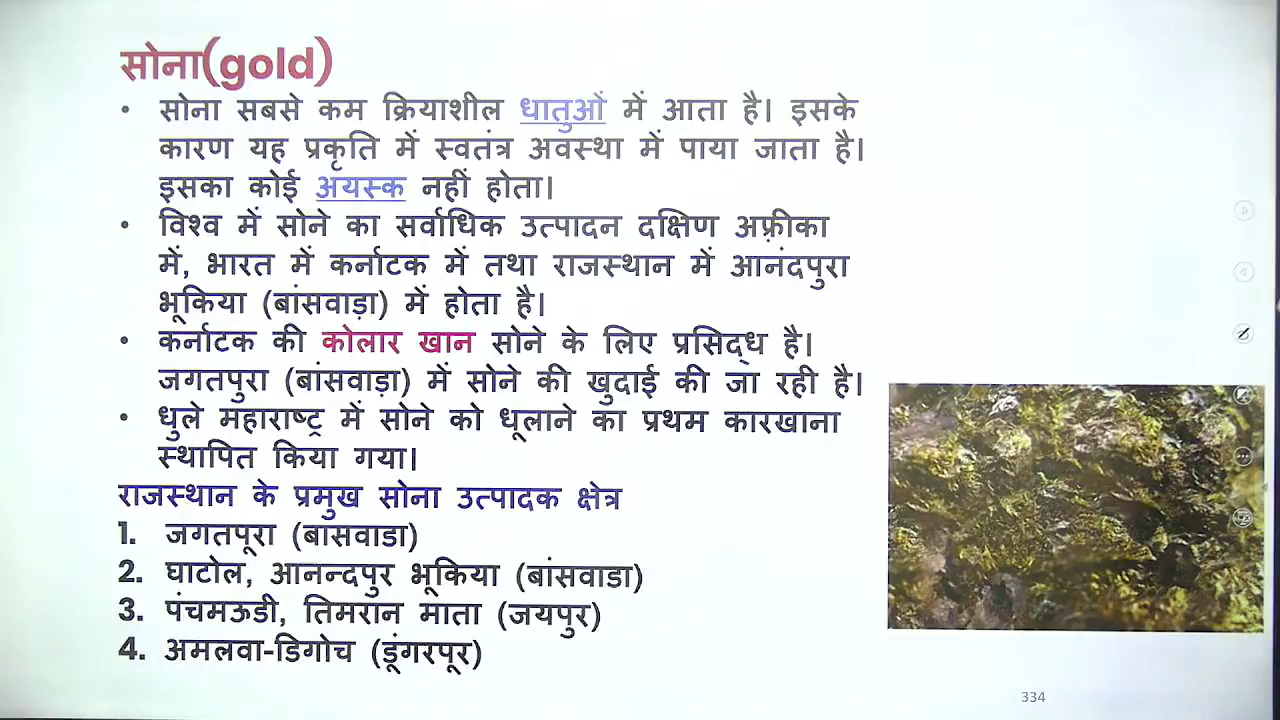 सोना(gold)
• सोना सबसे कम क्रियाशील धातुओं में आता है। इसके
कारण यह प्रकृति में स्वतंत्र अवस्था में पाया जाता है।
इसका कोई अयस्क नहीं होता।
• विश्व में सोने का सर्वाधिक उत्पादन दक्षिण अफ़्रीका
में, भारत में कर्नाटक में तथा राजस्थान में आनंदपुरा
भूकिया (बांसवाड़ा) में होता है।
• कर्नाटक की कोलार खान सोने के लिए प्रसिद्ध है।
जगतपुरा (बांसवाड़ा) में सोने की खुदाई की जा रही है।
• धुले महाराष्ट्र में सोने को धूलाने का प्रथम कारखाना
स्थापित किया गया।
राजस्थान के प्रमुख सोना उत्पादक क्षेत्र
1. जगतपूरा (बासवाडा)
2. घाटोल, आनन्दपुर भूकिया (बांसवाडा)
3. पंचमऊडी, तिमरान माता (जयपुर)
4. अमलवा-डिगोच (डूंगरपूर)
334